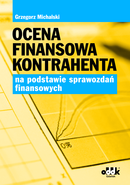 Grzegorz Michalski
OCENA
FINANSOWA
KONTRAHENTA
na podstawie sprawozdań
finansowych